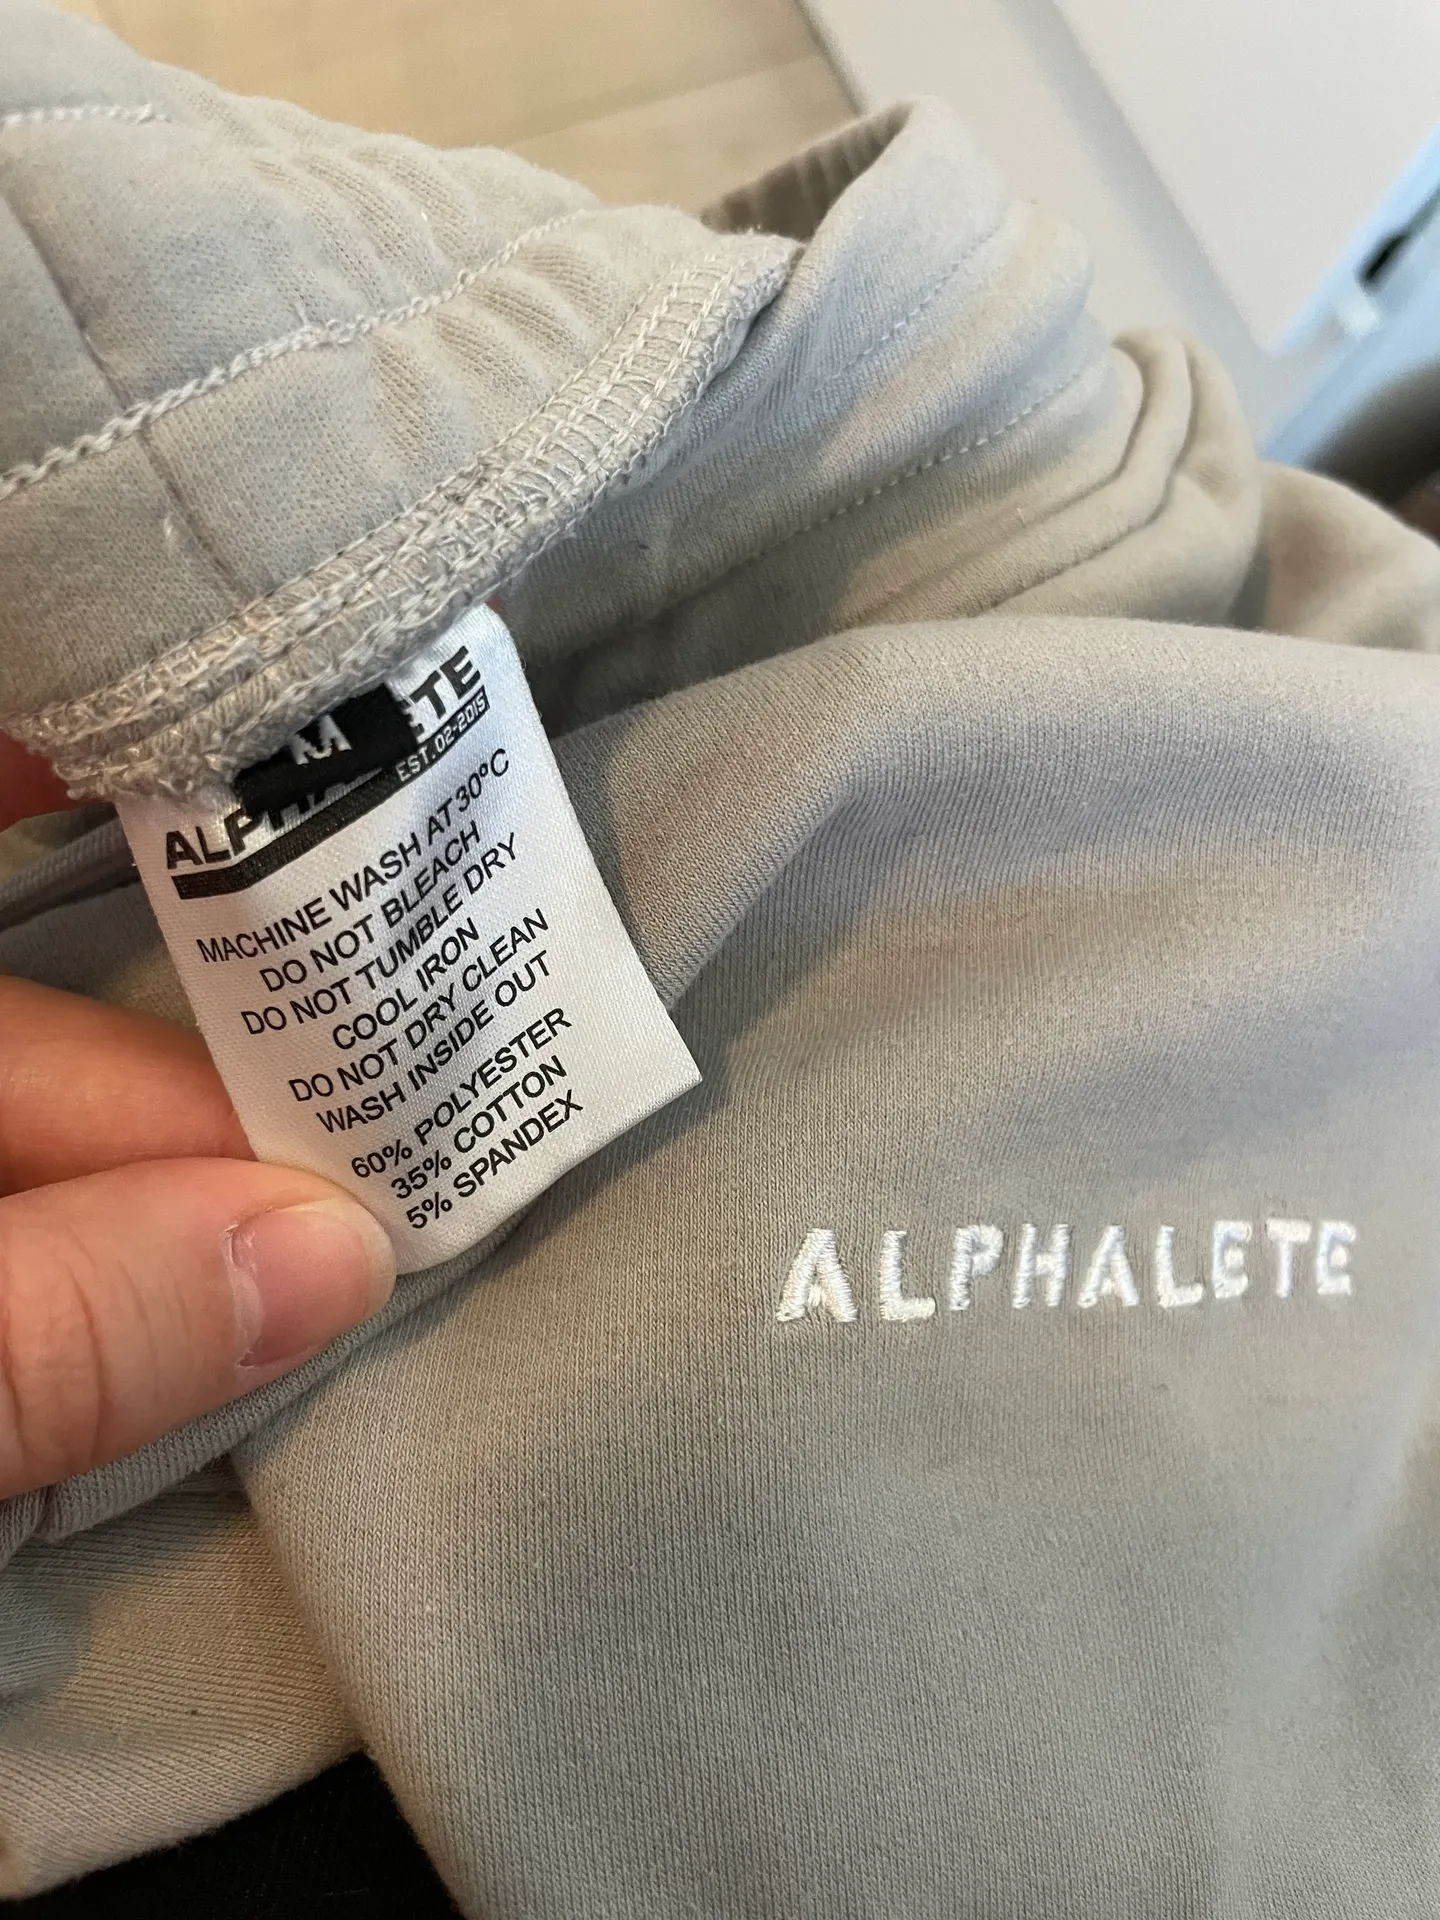 M
ALPHALETE
EST. 02-2015
MACHINE WASH AT 30°C
DO NOT BLEACH
DO NOT TUMBLE DRY
COOL IRON
DO NOT DRY CLEAN
WASH INSIDE OUT
60% POLYESTER
35% COTTON
5% SPANDEX
ALPHALETE